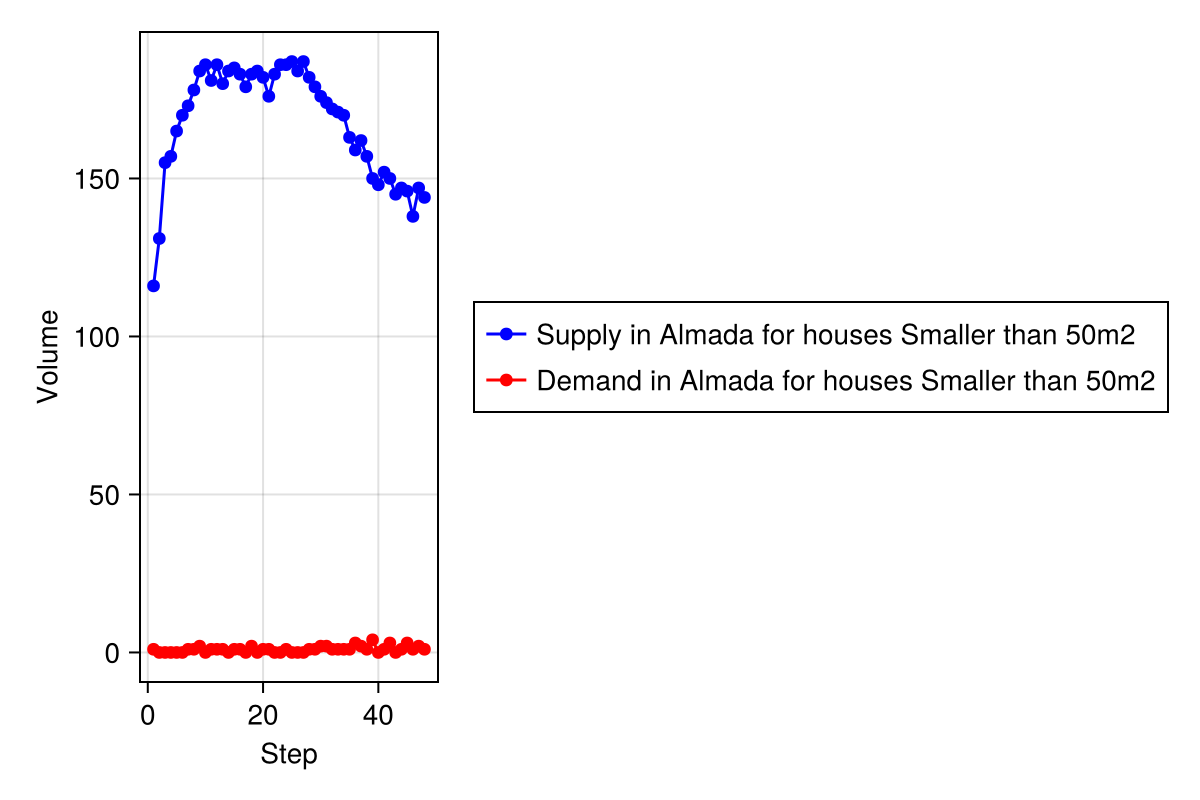 150
100
50
0
Volume
0 20 40
Step
Supply in Almada for houses Smaller than 50m2
Demand in Almada for houses Smaller than 50m2